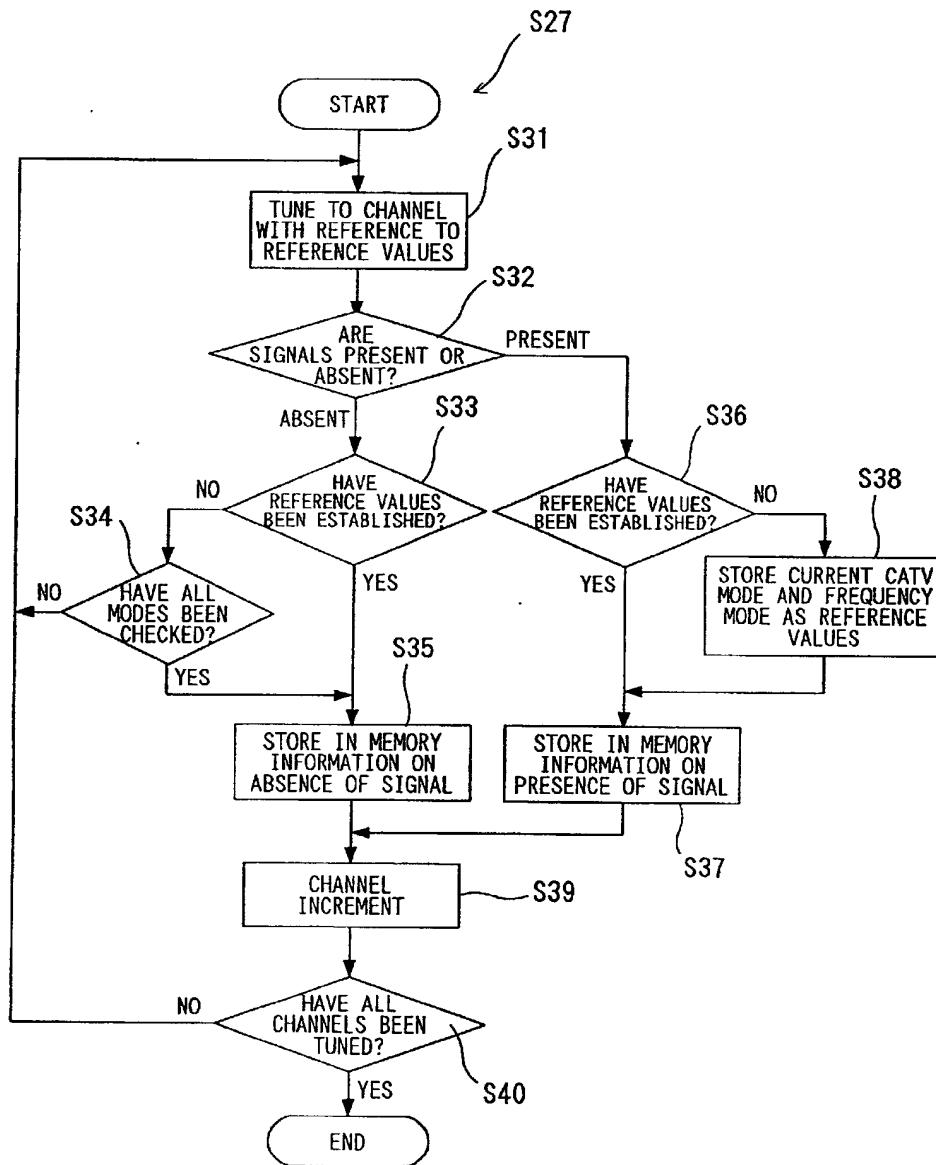 S27
START
S31
TUNE TO CHANNEL
WITH REFERENCE TO
REFERENCE VALUES
S32
ARE
SIGNALS PRESENT OR
ABSENT?
PRESENT
ABSENT
S33
S36
HAVE
REFERENCE VALUES
BEEN ESTABLISHED?
NO
YES
HAVE
REFERENCE VALUES
BEEN ESTABLISHED?
NO
YES
S38
S34
HAVE ALL
MODES BEEN
CHECKED?
NO
YES
STORE CURRENT CATV
MODE AND FREQUENCY
MODE AS REFERENCE
VALUES
S35
STORE IN MEMORY
INFORMATION ON
ABSENCE OF SIGNAL
STORE IN MEMORY
INFORMATION ON
PRESENCE OF SIGNAL
S37
CHANNEL
INCREMENT
S39
HAVE ALL
CHANNELS BEEN
TUNED?
NO
S40
YES
END